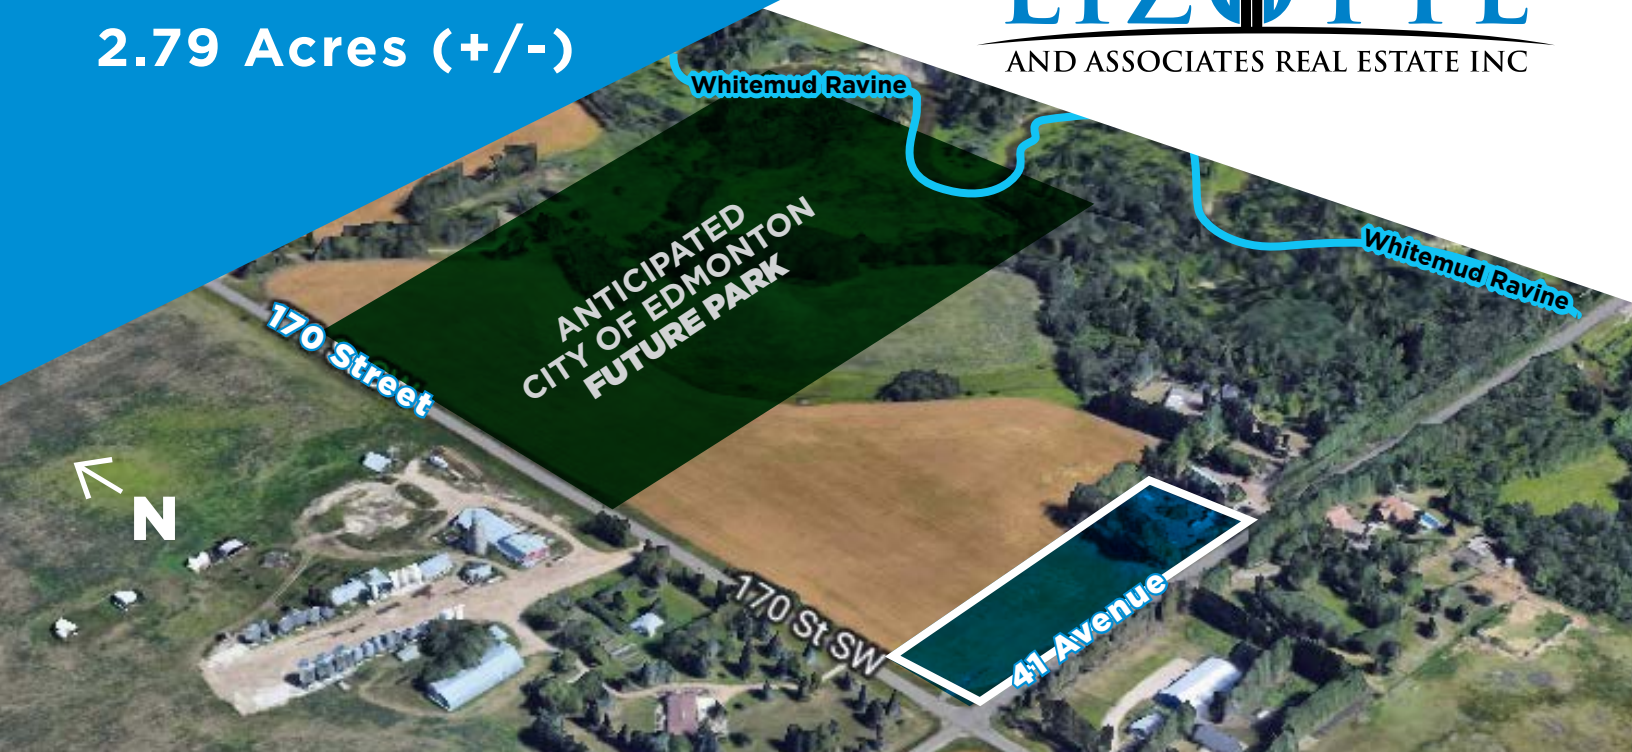 2.79 Acres (+/-)
AND ASSOCIATES REAL ESTATE INC
Whitemud Ravine
Whitemud Ravine
ANTICIPATED
CITY OF EDMONTON
FUTURE PARK
170 Street
N
170 St SW
41 Avenue